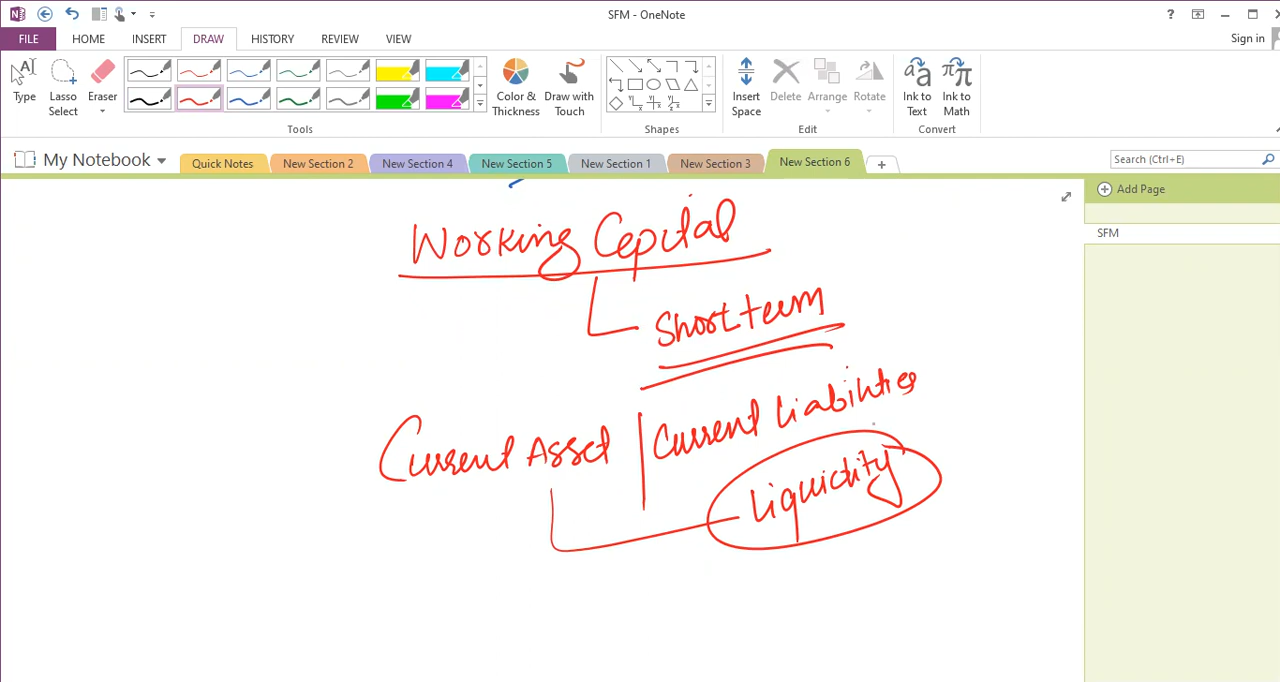 SFM - OneNote
?
Sign in
FILE HOME INSERT DRAW HISTORY REVIEW VIEW
Type
Lasso Select
Eraser
Color & Thickness
Draw with Touch
Insert Space
Delete
Arrange
Rotate
Ink to Text
Ink to Math
Tools
Shapes
Edit
Convert
My Notebook
Quick Notes New Section 2 New Section 4 New Section 5 New Section 1 New Section 3 New Section 6
Search (Ctrl+E)
Add Page
SFM
Working Capital
Short term
Current Asset | Current Liabilities
Liquidity